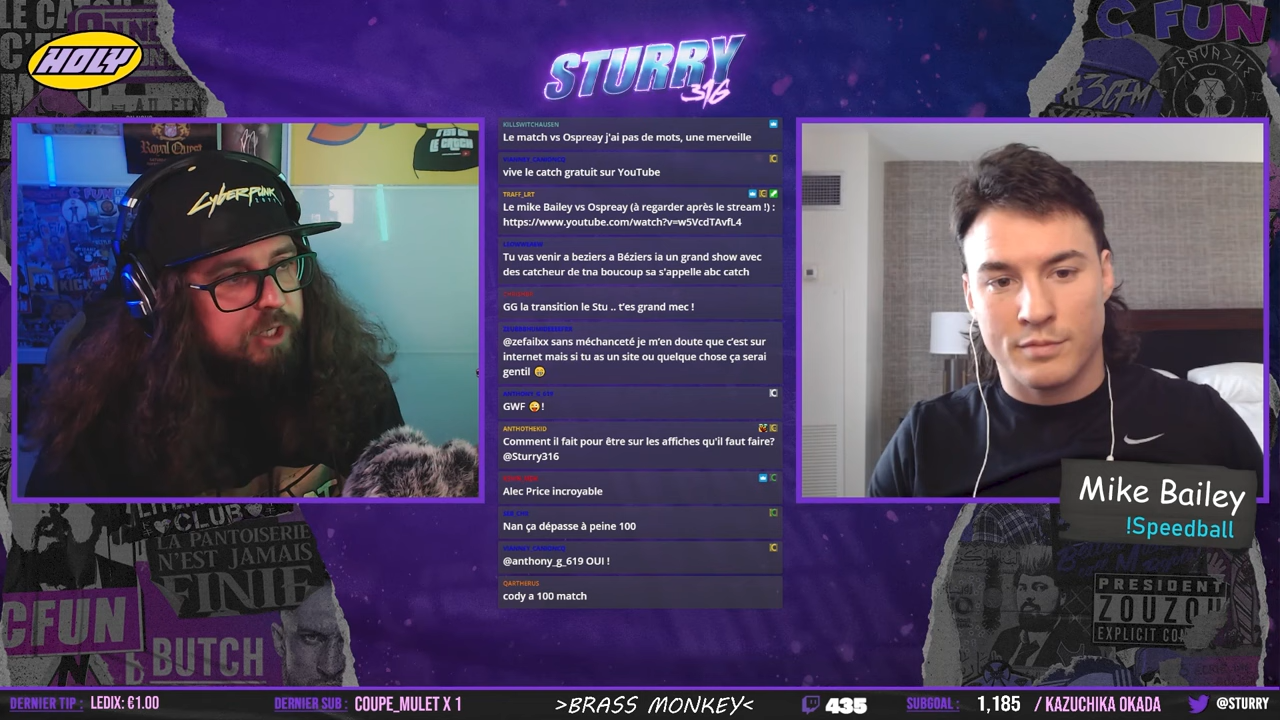 HOLY
STURRY
316
C FUN
#3CFM
Royal Quest
CYBERPUNK
KILLSWITCHAUSEN
Le match vs Ospreay j'ai pas de mots, une merveille
vive le catch gratuit sur YouTube
TRAFF_LRT
Le mike Bailey vs Ospreay (à regarder après le stream !) :
https://www.youtube.com/watch?v=w5VcdTAvfL4
Tu vas venir a beziers a Béziers ia un grand show avec
des catcheur de tna boucoup sa s'appelle abc catch
GG la transition le Stu .. t'es grand mec !
@zefailxx sans méchanceté je m'en doute que c'est sur
internet mais si tu as un site ou quelque chose ça serai
gentil 😁
GWF 😜 !
ANTHOTHEKID
Comment il fait pour être sur les affiches qu'il faut faire?
@Sturry316
Alec Price incroyable
Nan ça dépasse à peine 100
@anthony_g_619 OUI !
QARTHERUS
cody a 100 match
Mike Bailey
!Speedball
CLUB
LA PANTOISERIE
N'EST JAMAIS
FINIE
CFUN
BUTCH
PRESIDENT
ZOUZOU
DERNIER TIP : LEDIX: €1.00
DERNIER SUB : COUPE_MULET X 1
>BRASS MONKEY<
435
SUBGOAL : 1,185 / KAZUCHIKA OKADA
@STURRY